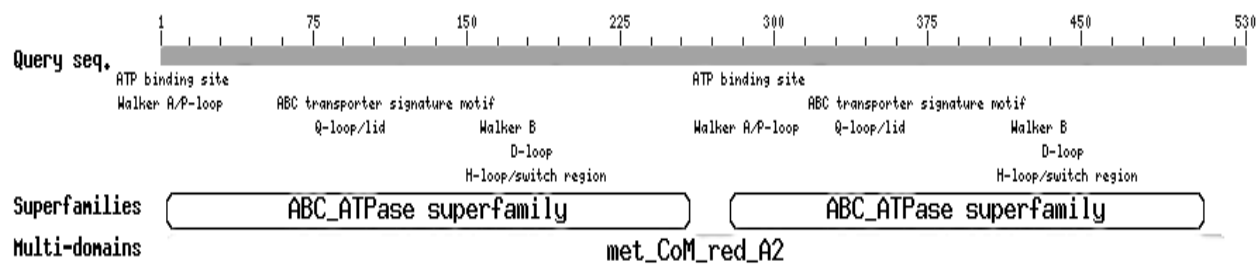 1 75 150 225 300 375 450 530
Query seq.
ATP binding site ATP binding site
Walker A/P-loop ABC transporter signature motif ABC transporter signature motif
Q-loop/lid Walker B Walker A/P-loop Q-loop/lid Walker B
D-loop D-loop
H-loop/switch region H-loop/switch region
Superfamilies ABC_ATPase superfamily ABC_ATPase superfamily
Multi-domains met_CoM_red_A2